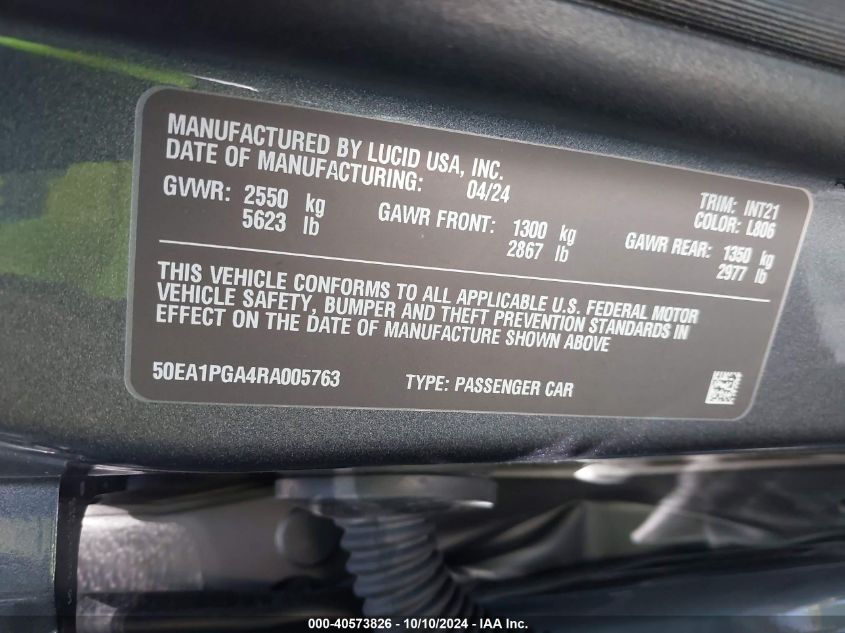 MANUFACTURED BY LUCID USA, INC.
DATE OF MANUFACTURING: 04/24
TRIM: INT21
COLOR: L806
GVWR: 2550 kg
5623 lb
GAWR FRONT: 1300 kg
2867 lb
GAWR REAR: 1350 kg
2977 lb
THIS VEHICLE CONFORMS TO ALL APPLICABLE U.S. FEDERAL MOTOR
VEHICLE SAFETY, BUMPER AND THEFT PREVENTION STANDARDS IN
EFFECT ON THE DATE OF MANUFACTURE SHOWN ABOVE
50EA1PGA4RA005763
TYPE: PASSENGER CAR
000-40573826 - 10/10/2024 - IAA Inc.